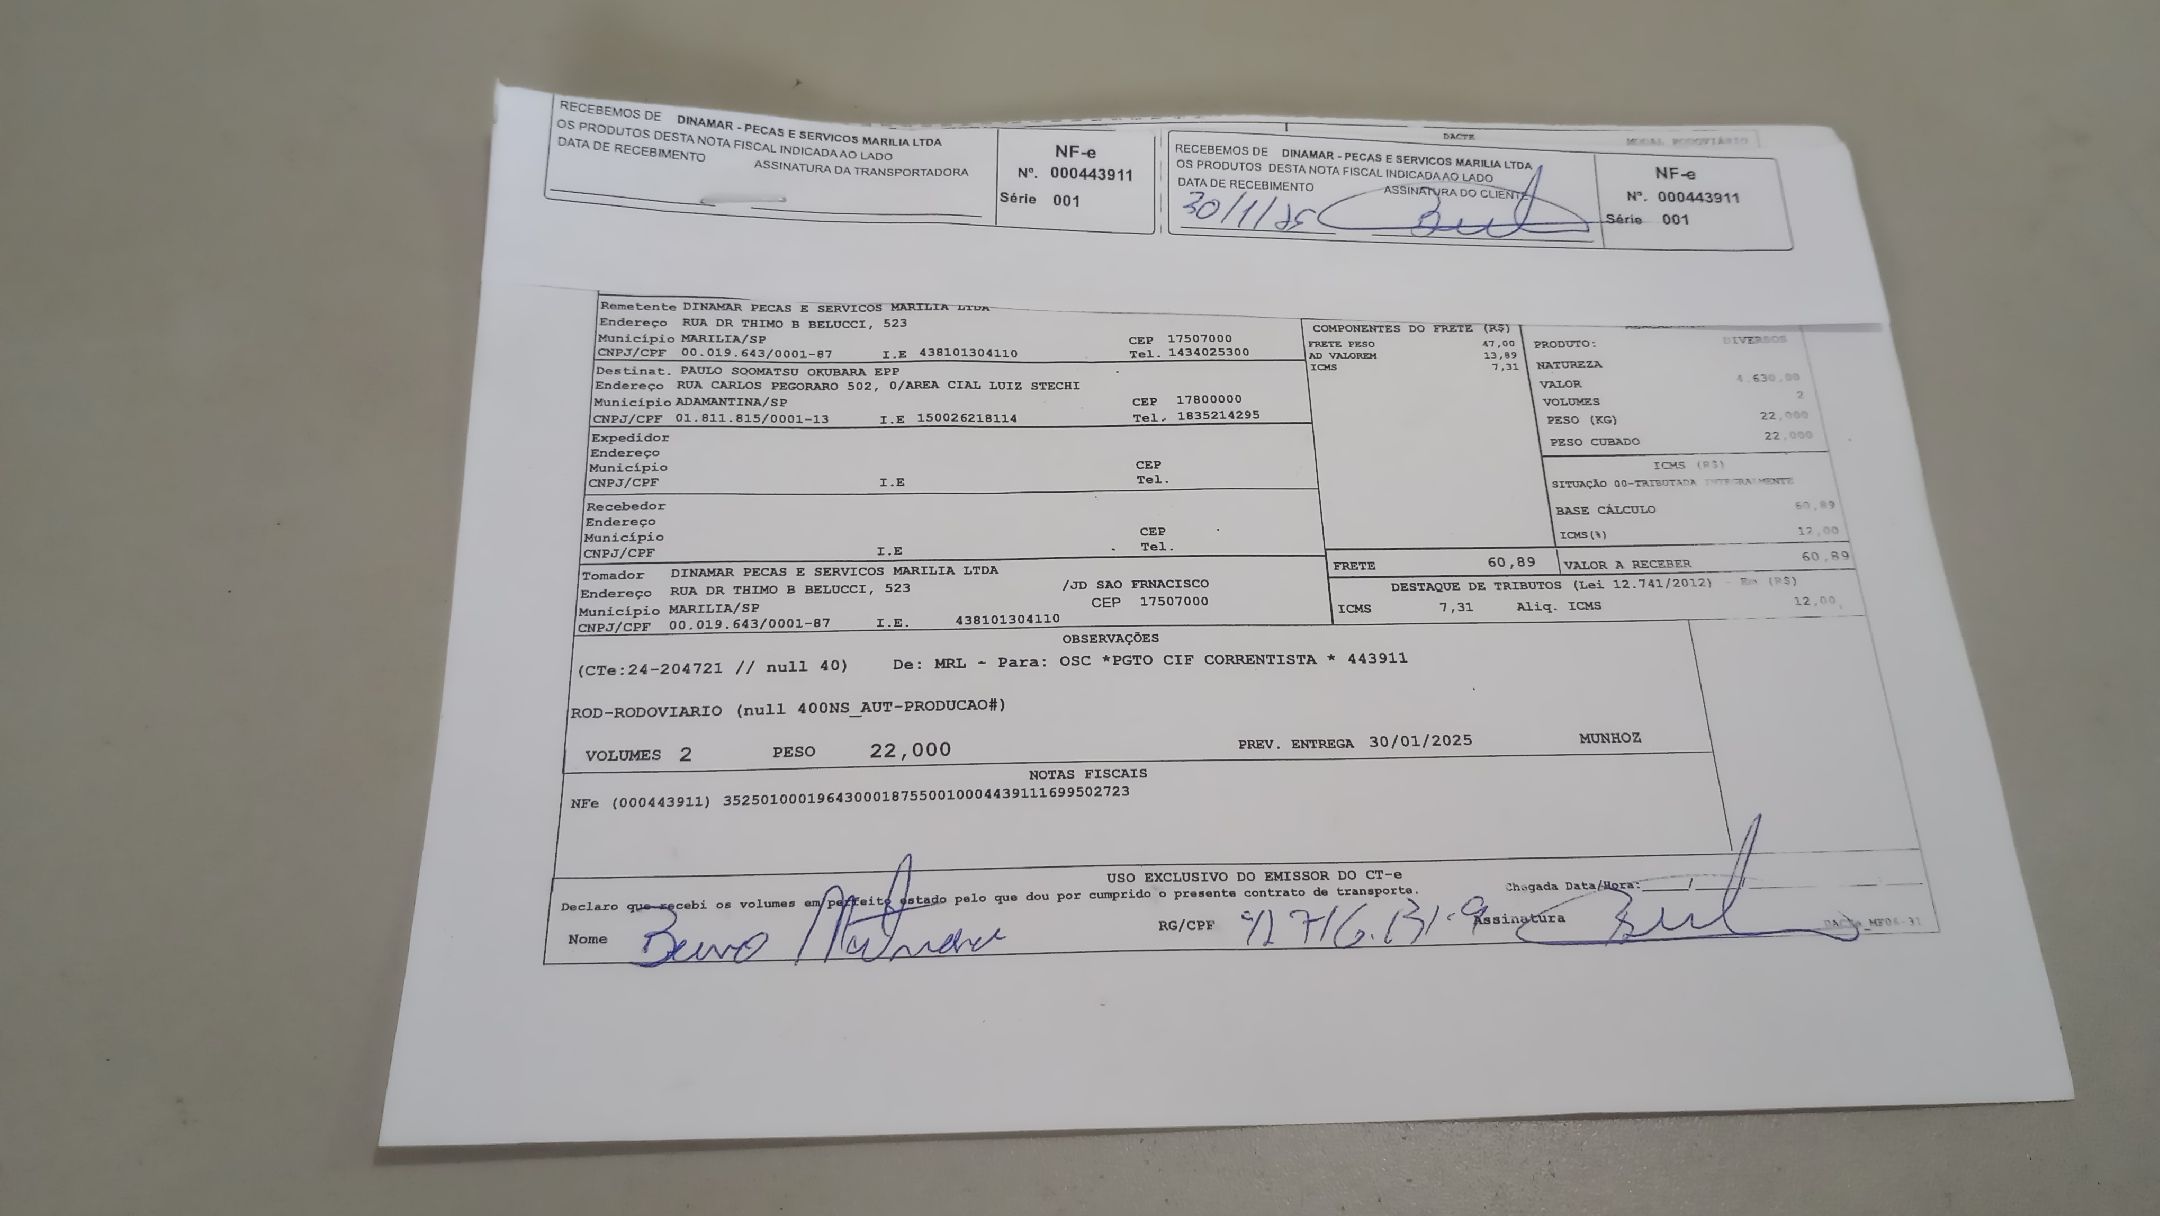 RECEBEMOS DE DINAMAR - PECAS E SERVICOS MARILIA LTDA
OS PRODUTOS DESTA NOTA FISCAL INDICADA AO LADO
DATA DE RECEBIMENTO ASSINATURA DA TRANSPORTADORA
NF-e
Nº. 000443911
Série 001
DACTE
MODAL RODOVIÁRIO
RECEBEMOS DE DINAMAR - PECAS E SERVICOS MARILIA LTDA
OS PRODUTOS DESTA NOTA FISCAL INDICADA AO LADO
DATA DE RECEBIMENTO ASSINATURA DO CLIENTE
30/1/25
NF-e
Nº. 000443911
Série 001
Remetente DINAMAR PECAS E SERVICOS MARILIA LTDA
Endereço RUA DR THIMO B BELUCCI, 523
Município MARILIA/SP CEP 17507000
CNPJ/CPF 00.019.643/0001-87 I.E 438101304110 Tel. 1434025300
Destinat. PAULO SQOMATSU OKUBARA EPP
Endereço RUA CARLOS PEGORARO 502, 0/AREA CIAL LUIZ STECHI
Município ADAMANTINA/SP CEP 17800000
CNPJ/CPF 01.811.815/0001-13 I.E 150026218114 Tel. 1835214295
Expedidor
Endereço
Município CEP
CNPJ/CPF I.E Tel.
Recebedor
Endereço
Município CEP
CNPJ/CPF I.E Tel.
Tomador DINAMAR PECAS E SERVICOS MARILIA LTDA
Endereço RUA DR THIMO B BELUCCI, 523 /JD SAO FRNACISCO
Município MARILIA/SP CEP 17507000
CNPJ/CPF 00.019.643/0001-87 I.E. 438101304110
COMPONENTES DO FRETE (R$)
FRETE PESO 47,00
AD VALOREM 13,89
ICMS 7,31
FRETE 60,89
PRODUTO: DIVERSOS
NATUREZA
VALOR 4.630,00
VOLUMES 2
PESO (KG) 22,000
PESO CUBADO 22,000
ICMS (R$)
SITUAÇÃO 00-TRIBUTADA INTEGRALMENTE
BASE CÁLCULO 60,89
ICMS(%) 12,00
VALOR A RECEBER 60,89
DESTAQUE DE TRIBUTOS (Lei 12.741/2012) - Em (R$)
ICMS 7,31 Aliq. ICMS 12,00
OBSERVAÇÕES
(CTe:24-204721 // null 40) De: MRL - Para: OSC *PGTO CIF CORRENTISTA * 443911
ROD-RODOVIARIO (null 400NS_AUT-PRODUCAO#)
VOLUMES 2 PESO 22,000 PREV. ENTREGA 30/01/2025 MUNHOZ
NOTAS FISCAIS
NFe (000443911) 35250100019643000187550010004439111699502723
USO EXCLUSIVO DO EMISSOR DO CT-e
Declaro que recebi os volumes em perfeito estado pelo que dou por cumprido o presente contrato de transporte. Chegada Data/Hora: / /
Nome RG/CPF Assinatura